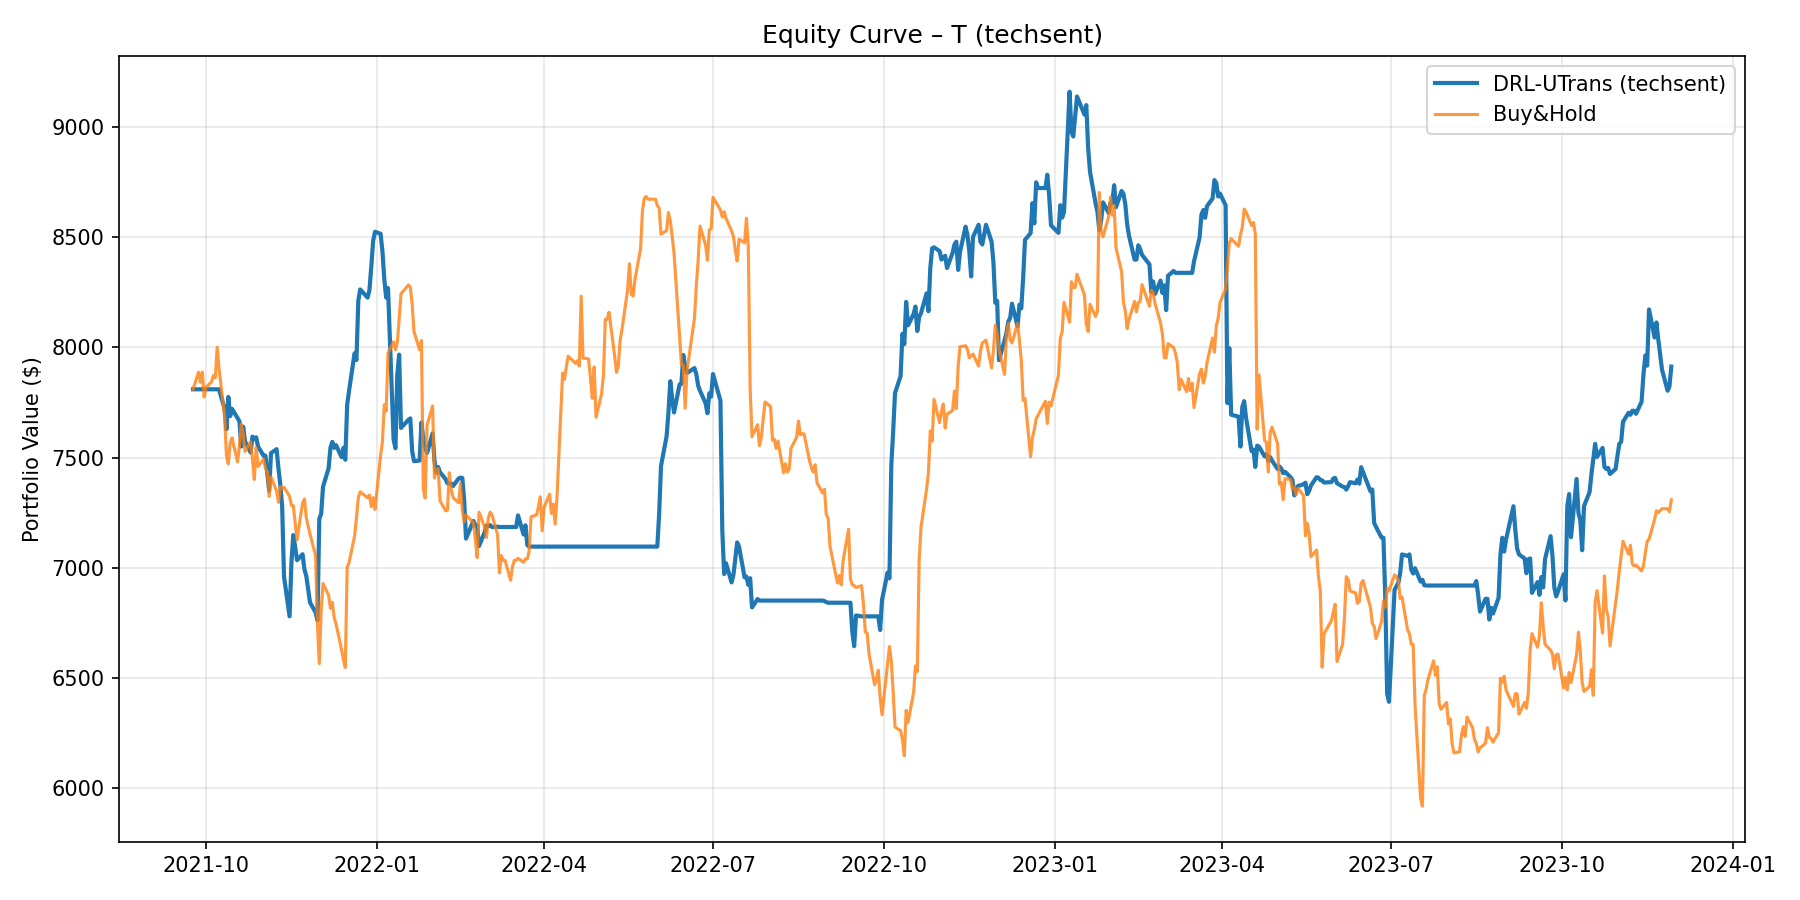 Equity Curve – T (techsent)
DRL-UTrans (techsent)
Buy&Hold
Portfolio Value ($)
9000
8500
8000
7500
7000
6500
6000
2021-10 2022-01 2022-04 2022-07 2022-10 2023-01 2023-04 2023-07 2023-10 2024-01